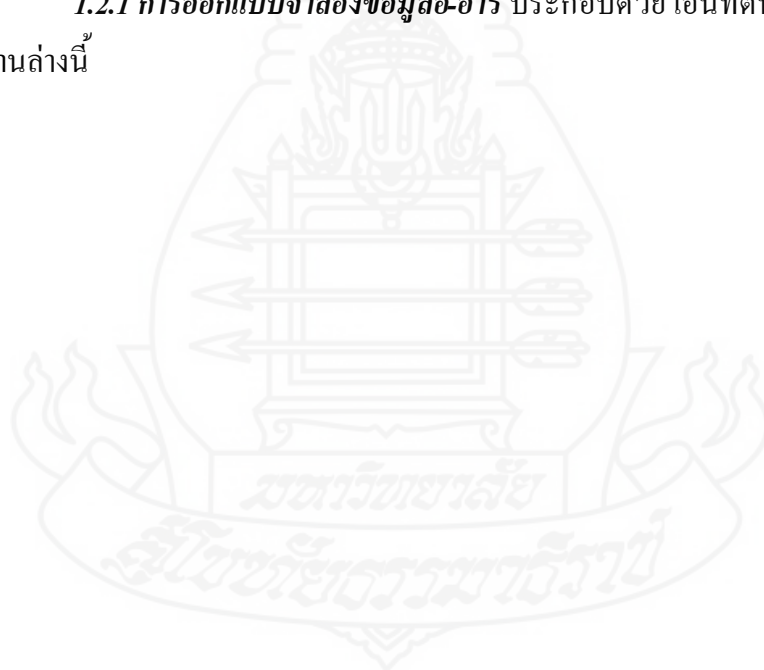 1.2.1 การออกแบบจำลองข้อมูลอี-อาร์ ประกอบด้วย
านล่างนี้
มหาวิทยาลัย
สุโขทัยธรรมาธิราช